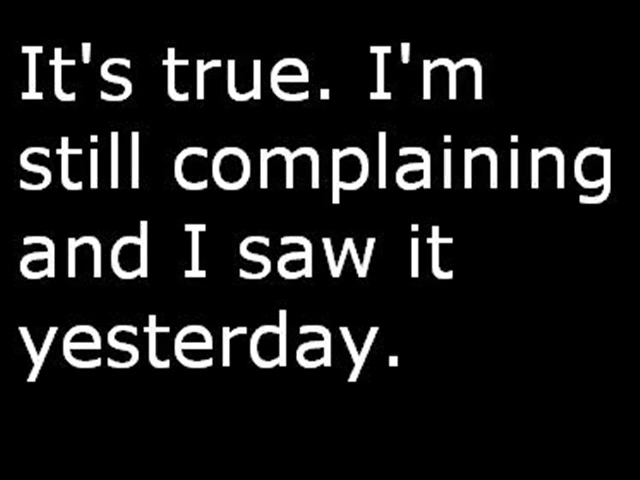 It's true. I'm
still complaining
and I saw it
yesterday.